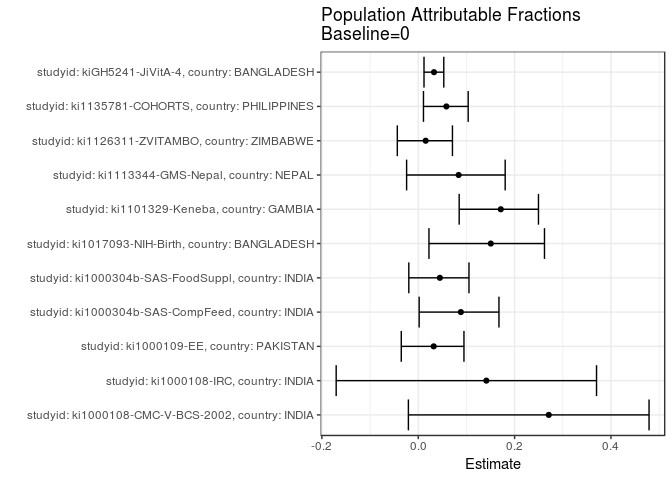 Population Attributable Fractions
Baseline=0
studyid: kiGH5241-JiVitA-4, country: BANGLADESH
studyid: ki1135781-COHORTS, country: PHILIPPINES
studyid: ki1126311-ZVITAMBO, country: ZIMBABWE
studyid: ki1113344-GMS-Nepal, country: NEPAL
studyid: ki1101329-Keneba, country: GAMBIA
studyid: ki1017093-NIH-Birth, country: BANGLADESH
studyid: ki1000304b-SAS-FoodSuppl, country: INDIA
studyid: ki1000304b-SAS-CompFeed, country: INDIA
studyid: ki1000109-EE, country: PAKISTAN
studyid: ki1000108-IRC, country: INDIA
studyid: ki1000108-CMC-V-BCS-2002, country: INDIA
-0.2 0.0 0.2 0.4
Estimate